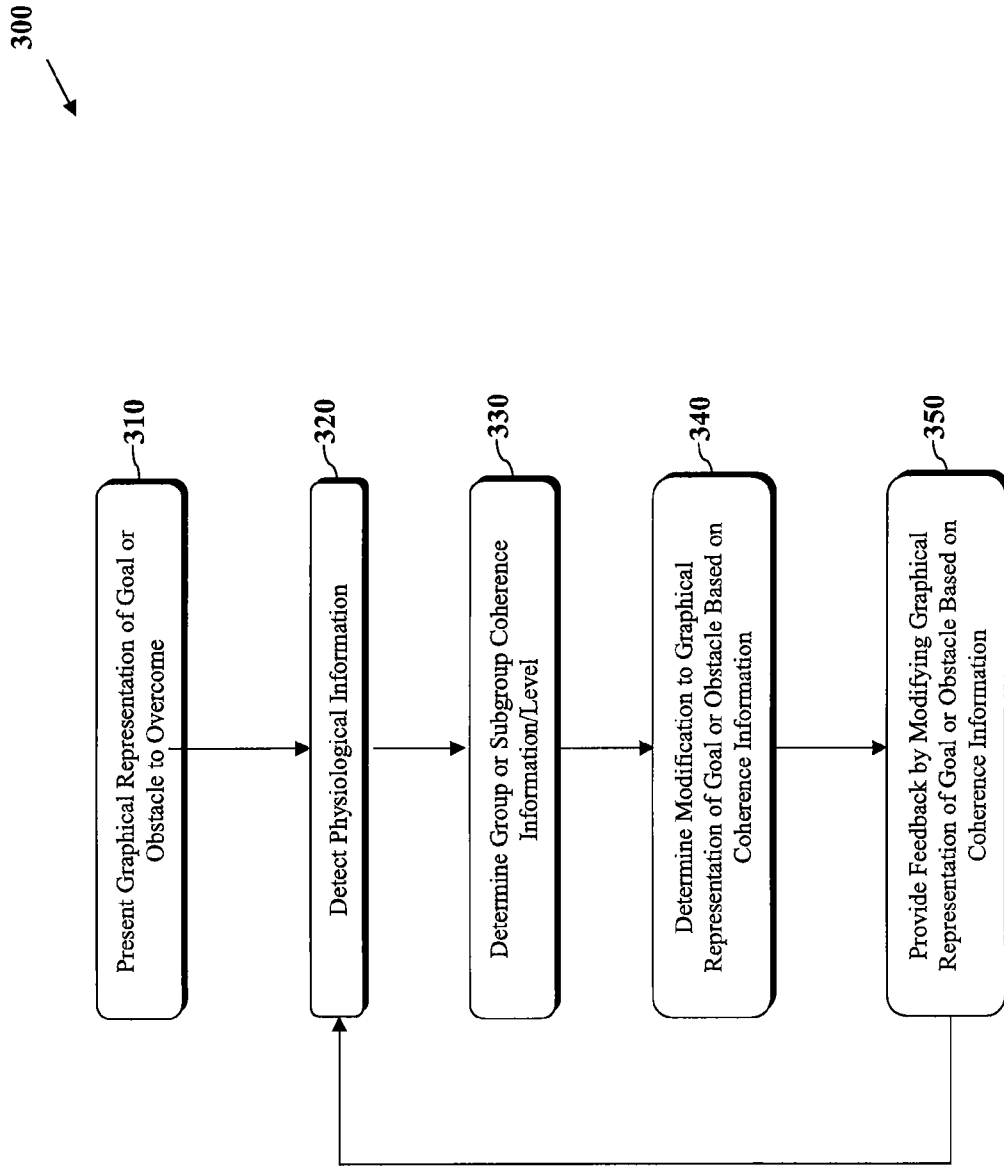 300
Present Graphical Representation of Goal or
Obstacle to Overcome
310
Detect Physiological Information
320
Determine Group or Subgroup Coherence
Information/Level
330
Determine Modification to Graphical
Representation of Goal or Obstacle Based on
Coherence Information
340
Provide Feedback by Modifying Graphical
Representation of Goal or Obstacle Based on
Coherence Information
350